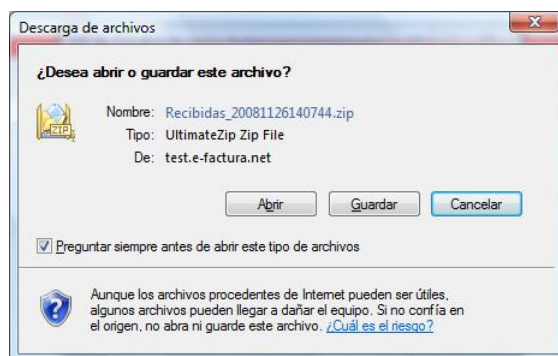 Descarga de archivos
¿Desea abrir o guardar este archivo?
Nombre: Recibidas_20081126140744.zip
Tipo: UltimateZip Zip File
De: test.e-factura.net
ZIP
Abrir Guardar Cancelar
Preguntar siempre antes de abrir este tipo de archivos
Aunque los archivos procedentes de Internet pueden ser útiles,
algunos archivos pueden llegar a dañar el equipo. Si no confía en
el origen, no abra ni guarde este archivo. ¿Cuál es el riesgo?